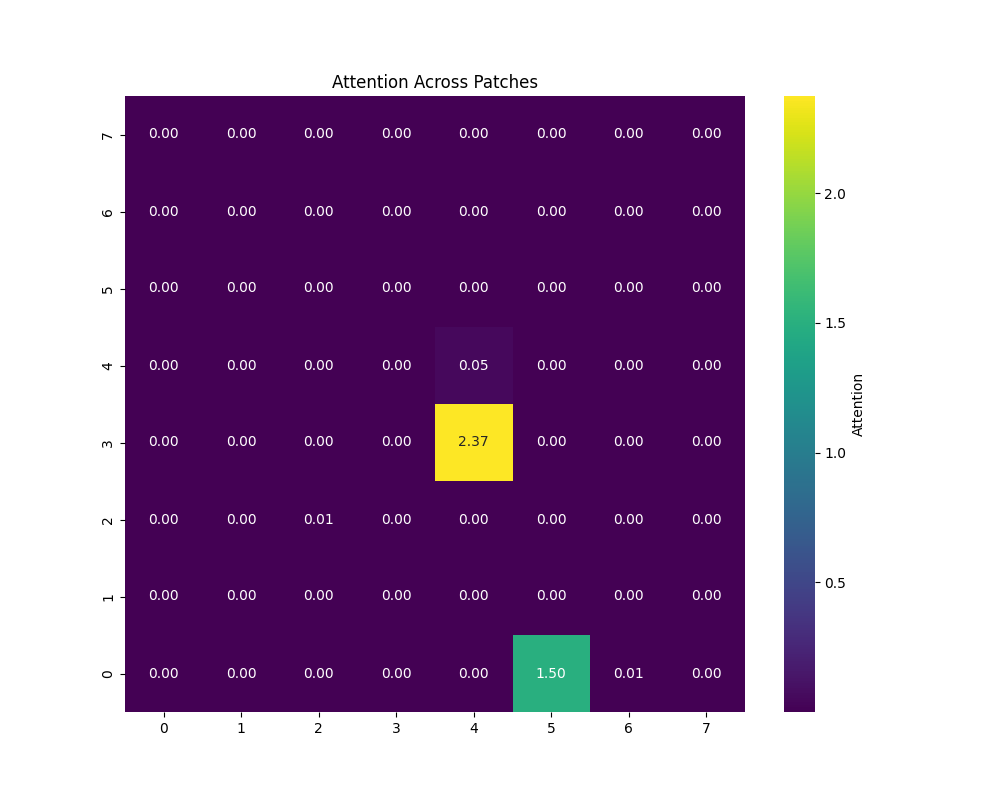 Attention Across Patches
7 0.00 0.00 0.00 0.00 0.00 0.00 0.00 0.00
6 0.00 0.00 0.00 0.00 0.00 0.00 0.00 0.00
5 0.00 0.00 0.00 0.00 0.00 0.00 0.00 0.00
4 0.00 0.00 0.00 0.00 0.05 0.00 0.00 0.00
3 0.00 0.00 0.00 0.00 2.37 0.00 0.00 0.00
2 0.00 0.00 0.01 0.00 0.00 0.00 0.00 0.00
1 0.00 0.00 0.00 0.00 0.00 0.00 0.00 0.00
0 0.00 0.00 0.00 0.00 0.00 1.50 0.01 0.00
0 1 2 3 4 5 6 7
2.0
1.5
1.0
0.5
Attention